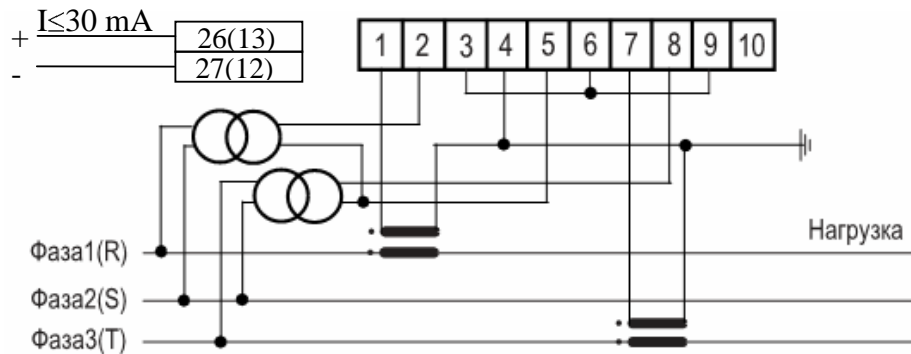 + I≤30 mA 26(13)
- 27(12)
1 2 3 4 5 6 7 8 9 10
Нагрузка
Фаза1(R)
Фаза2(S)
Фаза3(T)